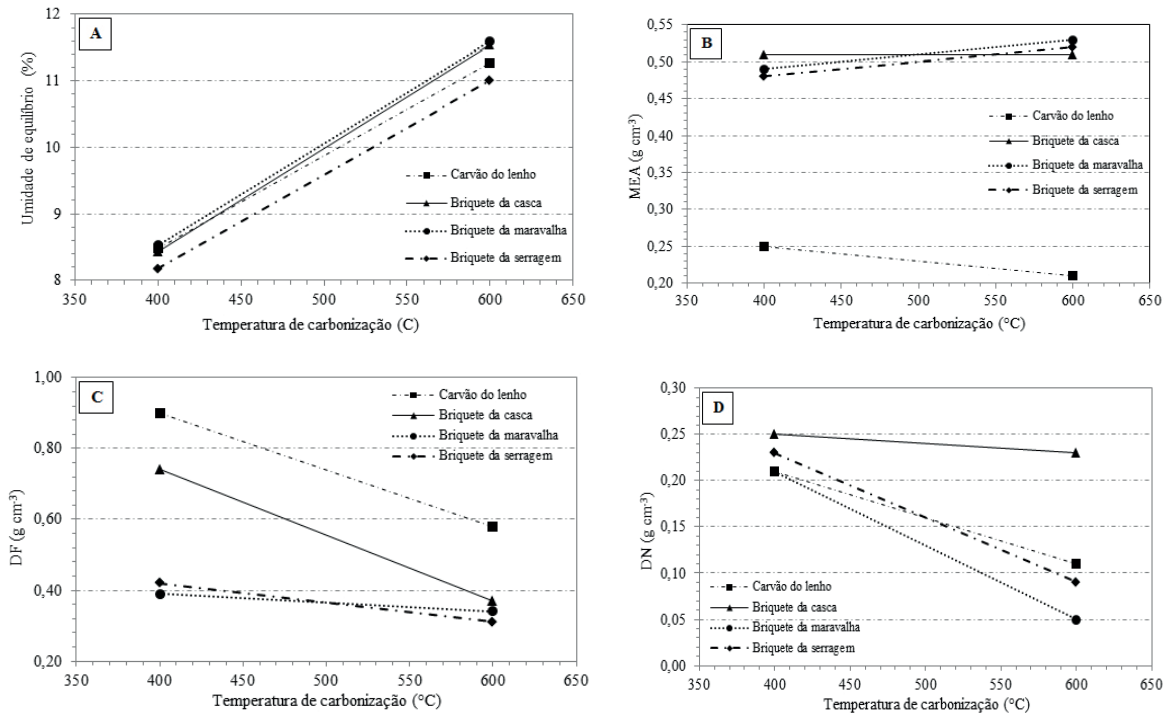 A
Umidade de equilíbrio (%)
12
11
10
9
8
350 400 450 500 550 600 650
Temperatura de carbonização (C)
Carvão do lenho
Briquete da casca
Briquete da maravalha
Briquete da serragem
B
MEA (g cm⁻³)
0,55
0,50
0,45
0,40
0,35
0,30
0,25
0,20
350 400 450 500 550 600 650
Temperatura de carbonização (°C)
Carvão do lenho
Briquete da casca
Briquete da maravalha
Briquete da serragem
C
DF (g cm⁻³)
1,00
0,80
0,60
0,40
0,20
350 400 450 500 550 600 650
Temperatura de carbonização (°C)
Carvão do lenho
Briquete da casca
Briquete da maravalha
Briquete da serragem
D
DN (g cm⁻³)
0,30
0,25
0,20
0,15
0,10
0,05
0,00
350 400 450 500 550 600 650
Temperatura de carbonização (°C)
Carvão do lenho
Briquete da casca
Briquete da maravalha
Briquete da serragem